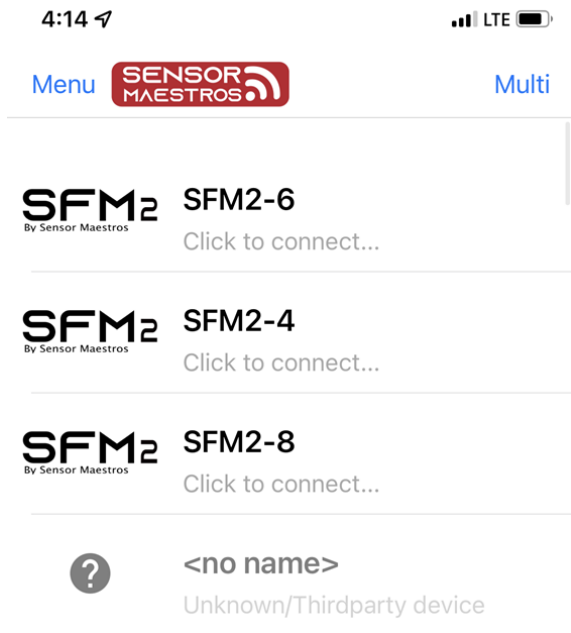 4:14 LTE
Menu SENSOR MAESTROS Multi
SFM2 SFM2-6
By Sensor Maestros
Click to connect...
SFM2 SFM2-4
By Sensor Maestros
Click to connect...
SFM2 SFM2-8
By Sensor Maestros
Click to connect...
? <no name>
Unknown/Thirdparty device